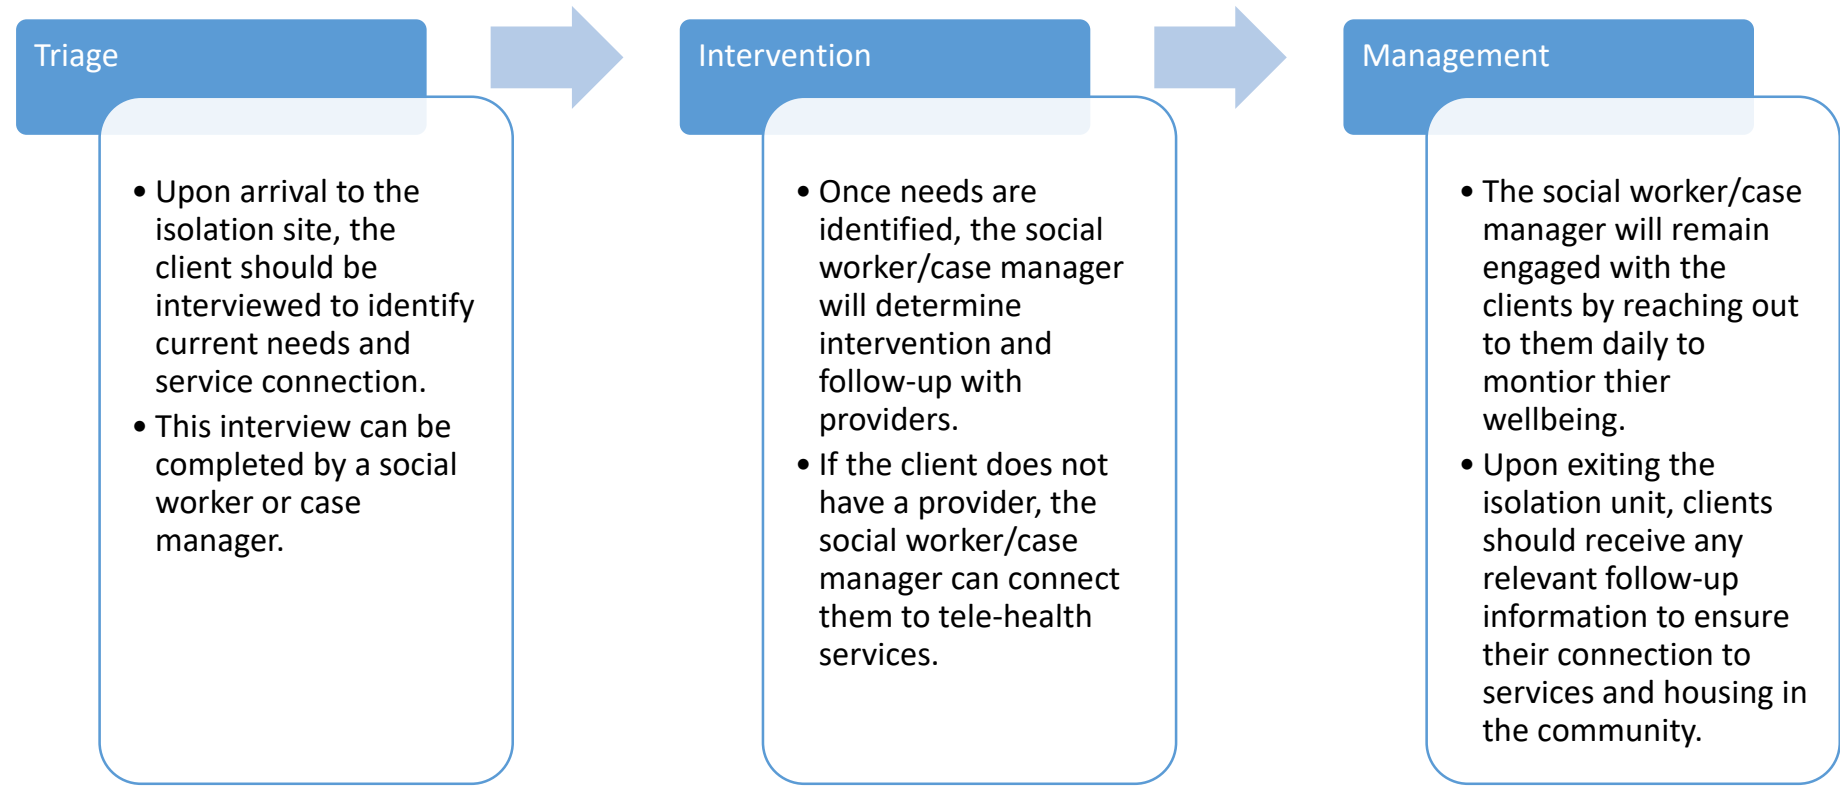 Triage
• Upon arrival to the
isolation site, the
client should be
interviewed to identify
current needs and
service connection.
• This interview can be
completed by a social
worker or case
manager.
Intervention
• Once needs are
identified, the social
worker/case manager
will determine
intervention and
follow-up with
providers.
• If the client does not
have a provider, the
social worker/case
manager can connect
them to tele-health
services.
Management
• The social worker/case
manager will remain
engaged with the
clients by reaching out
to them daily to
montior thier
wellbeing.
• Upon exiting the
isolation unit, clients
should receive any
relevant follow-up
information to ensure
their connection to
services and housing in
the community.